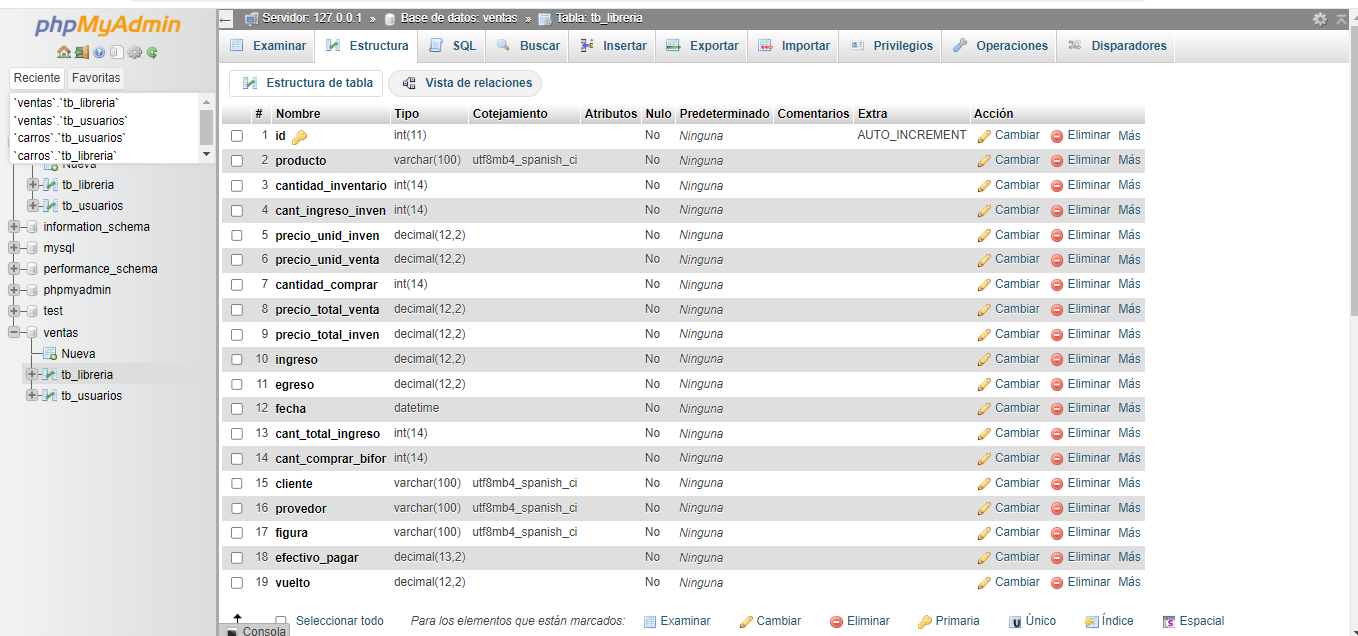 phpMyAdmin
Reciente Favoritas
`ventas`.`tb_libreria`
`ventas`.`tb_usuarios`
`carros`.`tb_usuarios`
`carros`.`tb_libreria`
Nueva
tb_libreria
tb_usuarios
information_schema
mysql
performance_schema
phpmyadmin
test
ventas
Nueva
tb_libreria
tb_usuarios
Servidor: 127.0.0.1 » Base de datos: ventas » Tabla: tb_libreria
Examinar Estructura SQL Buscar Insertar Exportar Importar Privilegios Operaciones Disparadores
Estructura de tabla Vista de relaciones
# Nombre Tipo Cotejamiento Atributos Nulo Predeterminado Comentarios Extra Acción
1 id int(11) No Ninguna AUTO_INCREMENT Cambiar Eliminar Más
2 producto varchar(100) utf8mb4_spanish_ci No Ninguna Cambiar Eliminar Más
3 cantidad_inventario int(14) No Ninguna Cambiar Eliminar Más
4 cant_ingreso_inven int(14) No Ninguna Cambiar Eliminar Más
5 precio_unid_inven decimal(12,2) No Ninguna Cambiar Eliminar Más
6 precio_unid_venta decimal(12,2) No Ninguna Cambiar Eliminar Más
7 cantidad_comprar int(14) No Ninguna Cambiar Eliminar Más
8 precio_total_venta decimal(12,2) No Ninguna Cambiar Eliminar Más
9 precio_total_inven decimal(12,2) No Ninguna Cambiar Eliminar Más
10 ingreso decimal(12,2) No Ninguna Cambiar Eliminar Más
11 egreso decimal(12,2) No Ninguna Cambiar Eliminar Más
12 fecha datetime No Ninguna Cambiar Eliminar Más
13 cant_total_ingreso int(14) No Ninguna Cambiar Eliminar Más
14 cant_comprar_bifor int(14) No Ninguna Cambiar Eliminar Más
15 cliente varchar(100) utf8mb4_spanish_ci No Ninguna Cambiar Eliminar Más
16 provedor varchar(100) utf8mb4_spanish_ci No Ninguna Cambiar Eliminar Más
17 figura varchar(100) utf8mb4_spanish_ci No Ninguna Cambiar Eliminar Más
18 efectivo_pagar decimal(13,2) No Ninguna Cambiar Eliminar Más
19 vuelto decimal(12,2) No Ninguna Cambiar Eliminar Más
Seleccionar todo Para los elementos que están marcados: Examinar Cambiar Eliminar Primaria Único Índice Espacial
Consola